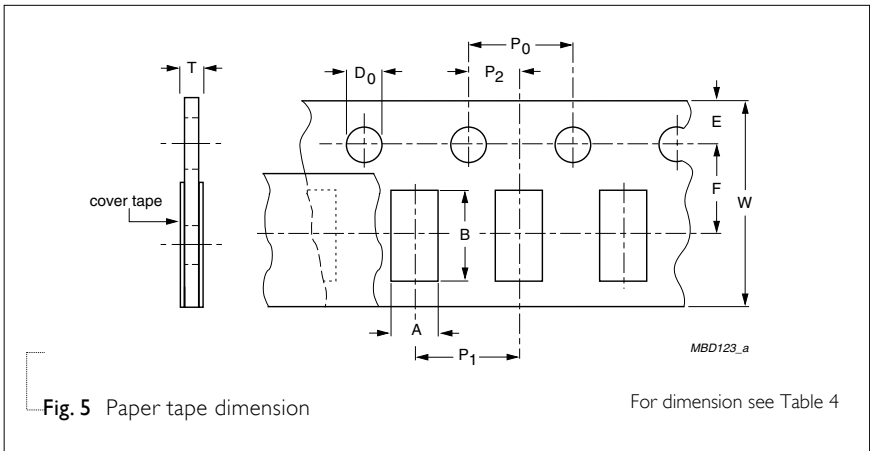 P0
T
D0
P2
E
F
W
cover tape
B
A
P1
MBD123_a
Fig. 5 Paper tape dimension
For dimension see Table 4